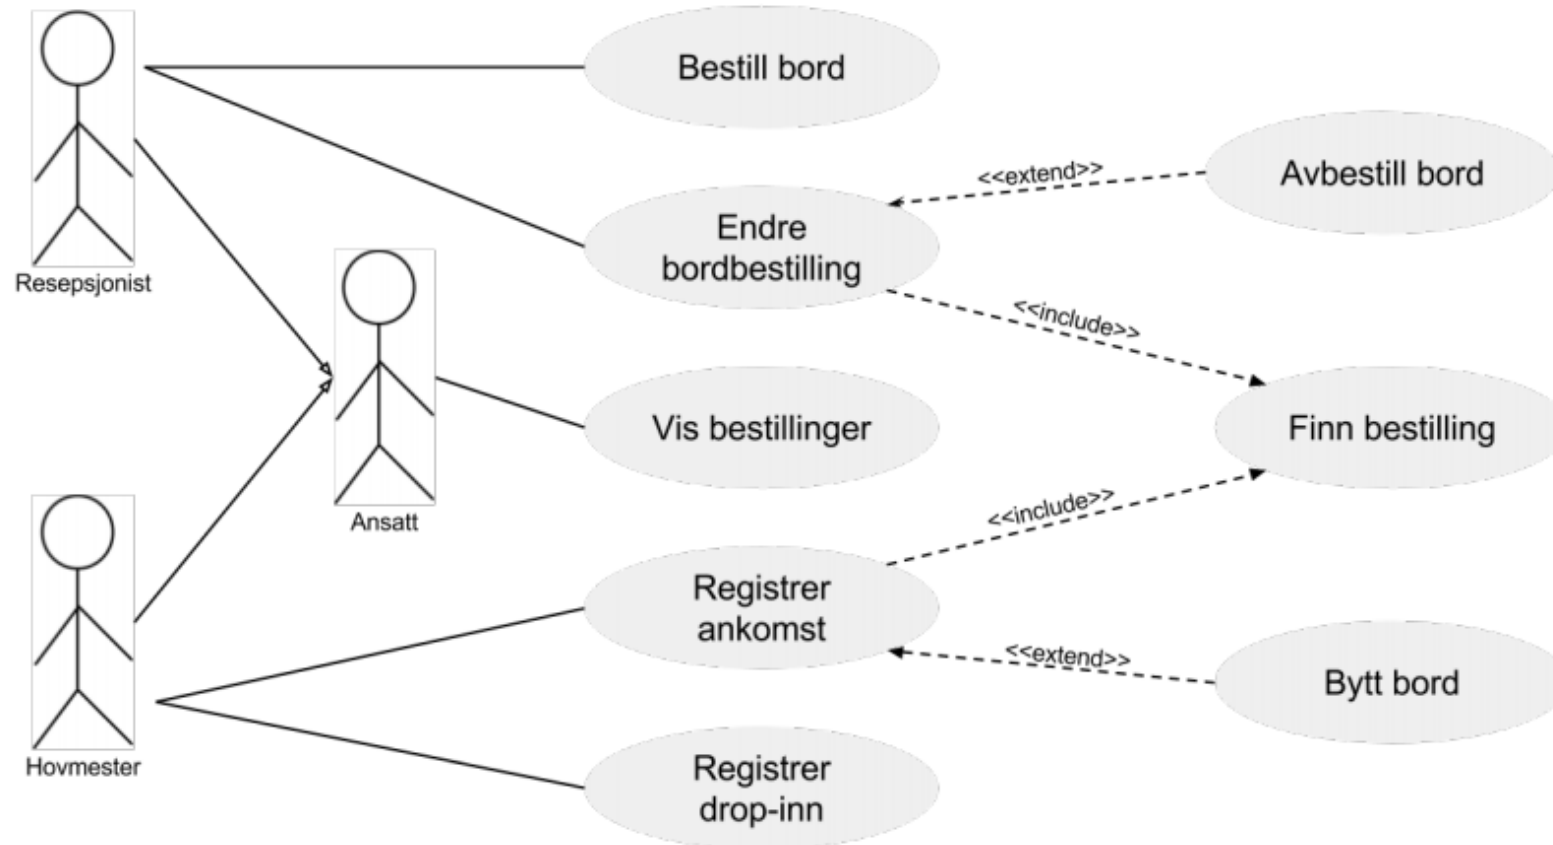 Bestill bord
<<extend>>
Avbestill bord
Endre
bordbestilling
Resepsjonist
<<include>>
Vis bestillinger
Finn bestilling
Ansatt
<<include>>
Registrer
ankomst
<<extend>>
Bytt bord
Hovmester
Registrer
drop-inn